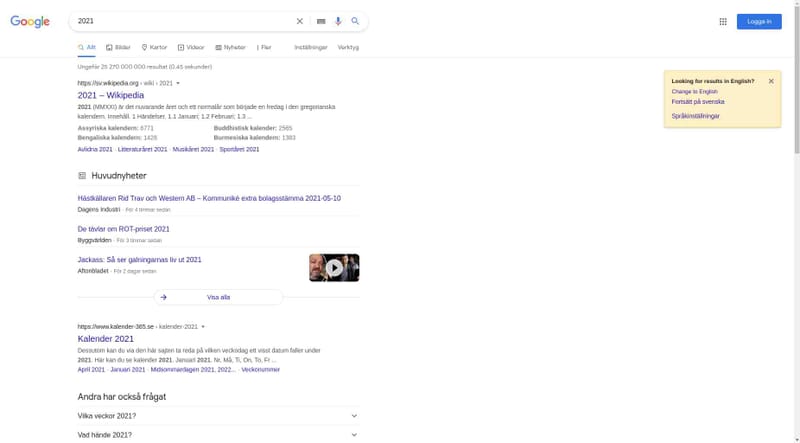 Google
2021
Logga in
Allt
Bilder
Kartor
Videor
Nyheter
Fler
Inställningar
Verktyg
Ungefär 25 270 000 000 resultat (0,45 sekunder)
Looking for results in English?
Change to English
Fortsätt på svenska
Språkinställningar
https://sv.wikipedia.org › wiki › 2021
2021 – Wikipedia
2021 (MMXXI) är det nuvarande året och ett normalår som började en fredag i den gregorianska
kalendern. Innehåll. 1 Händelser. 1.1 Januari; 1.2 Februari; 1.3 ...
Assyriska kalendern: 6771
Buddhistisk kalender: 2565
Bengaliska kalendern: 1428
Burmesiska kalendern: 1383
Avlidna 2021 · Litteraturåret 2021 · Musikåret 2021 · Sportåret 2021
Huvudnyheter
Hästkällaren Rid Trav och Western AB – Kommuniké extra bolagsstämma 2021-05-10
Dagens Industri · För 4 timmar sedan
De tävlar om ROT-priset 2021
Byggvärlden · För 3 timmar sedan
Jackass: Så ser galningarnas liv ut 2021
Aftonbladet · För 2 dagar sedan
Visa alla
https://www.kalender-365.se › kalender-2021
Kalender 2021
Dessutom kan du via den här sajten ta reda på vilken veckodag ett visst datum faller under
2021. Här kan du se kalender 2021. Januari 2021. Nr, Må, Ti, On, To, Fr ...
April 2021 · Januari 2021 · Midsommardagen 2021, 2022... · Veckonummer
Andra har också frågat
Vilka veckor 2021?
Vad hände 2021?